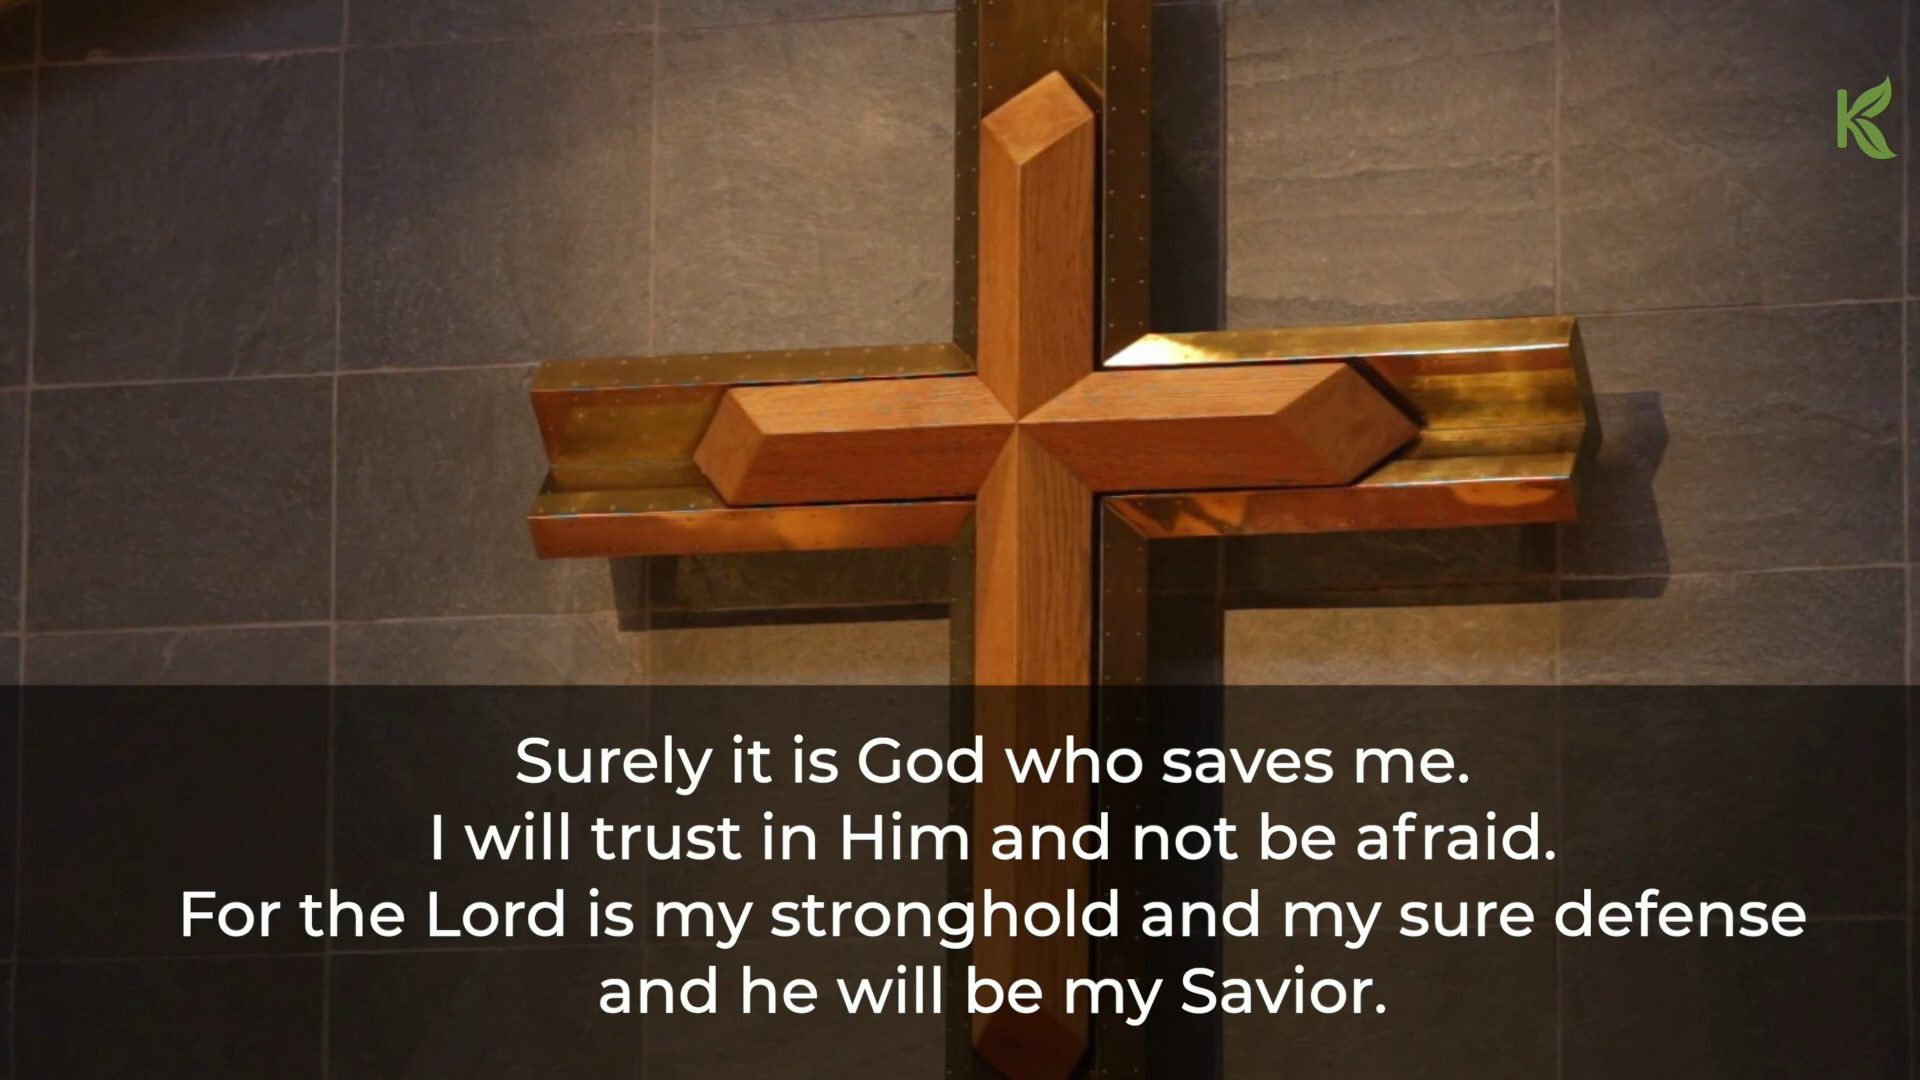 K
Surely it is God who saves me.
I will trust in Him and not be afraid.
For the Lord is my stronghold and my sure defense
and he will be my Savior.